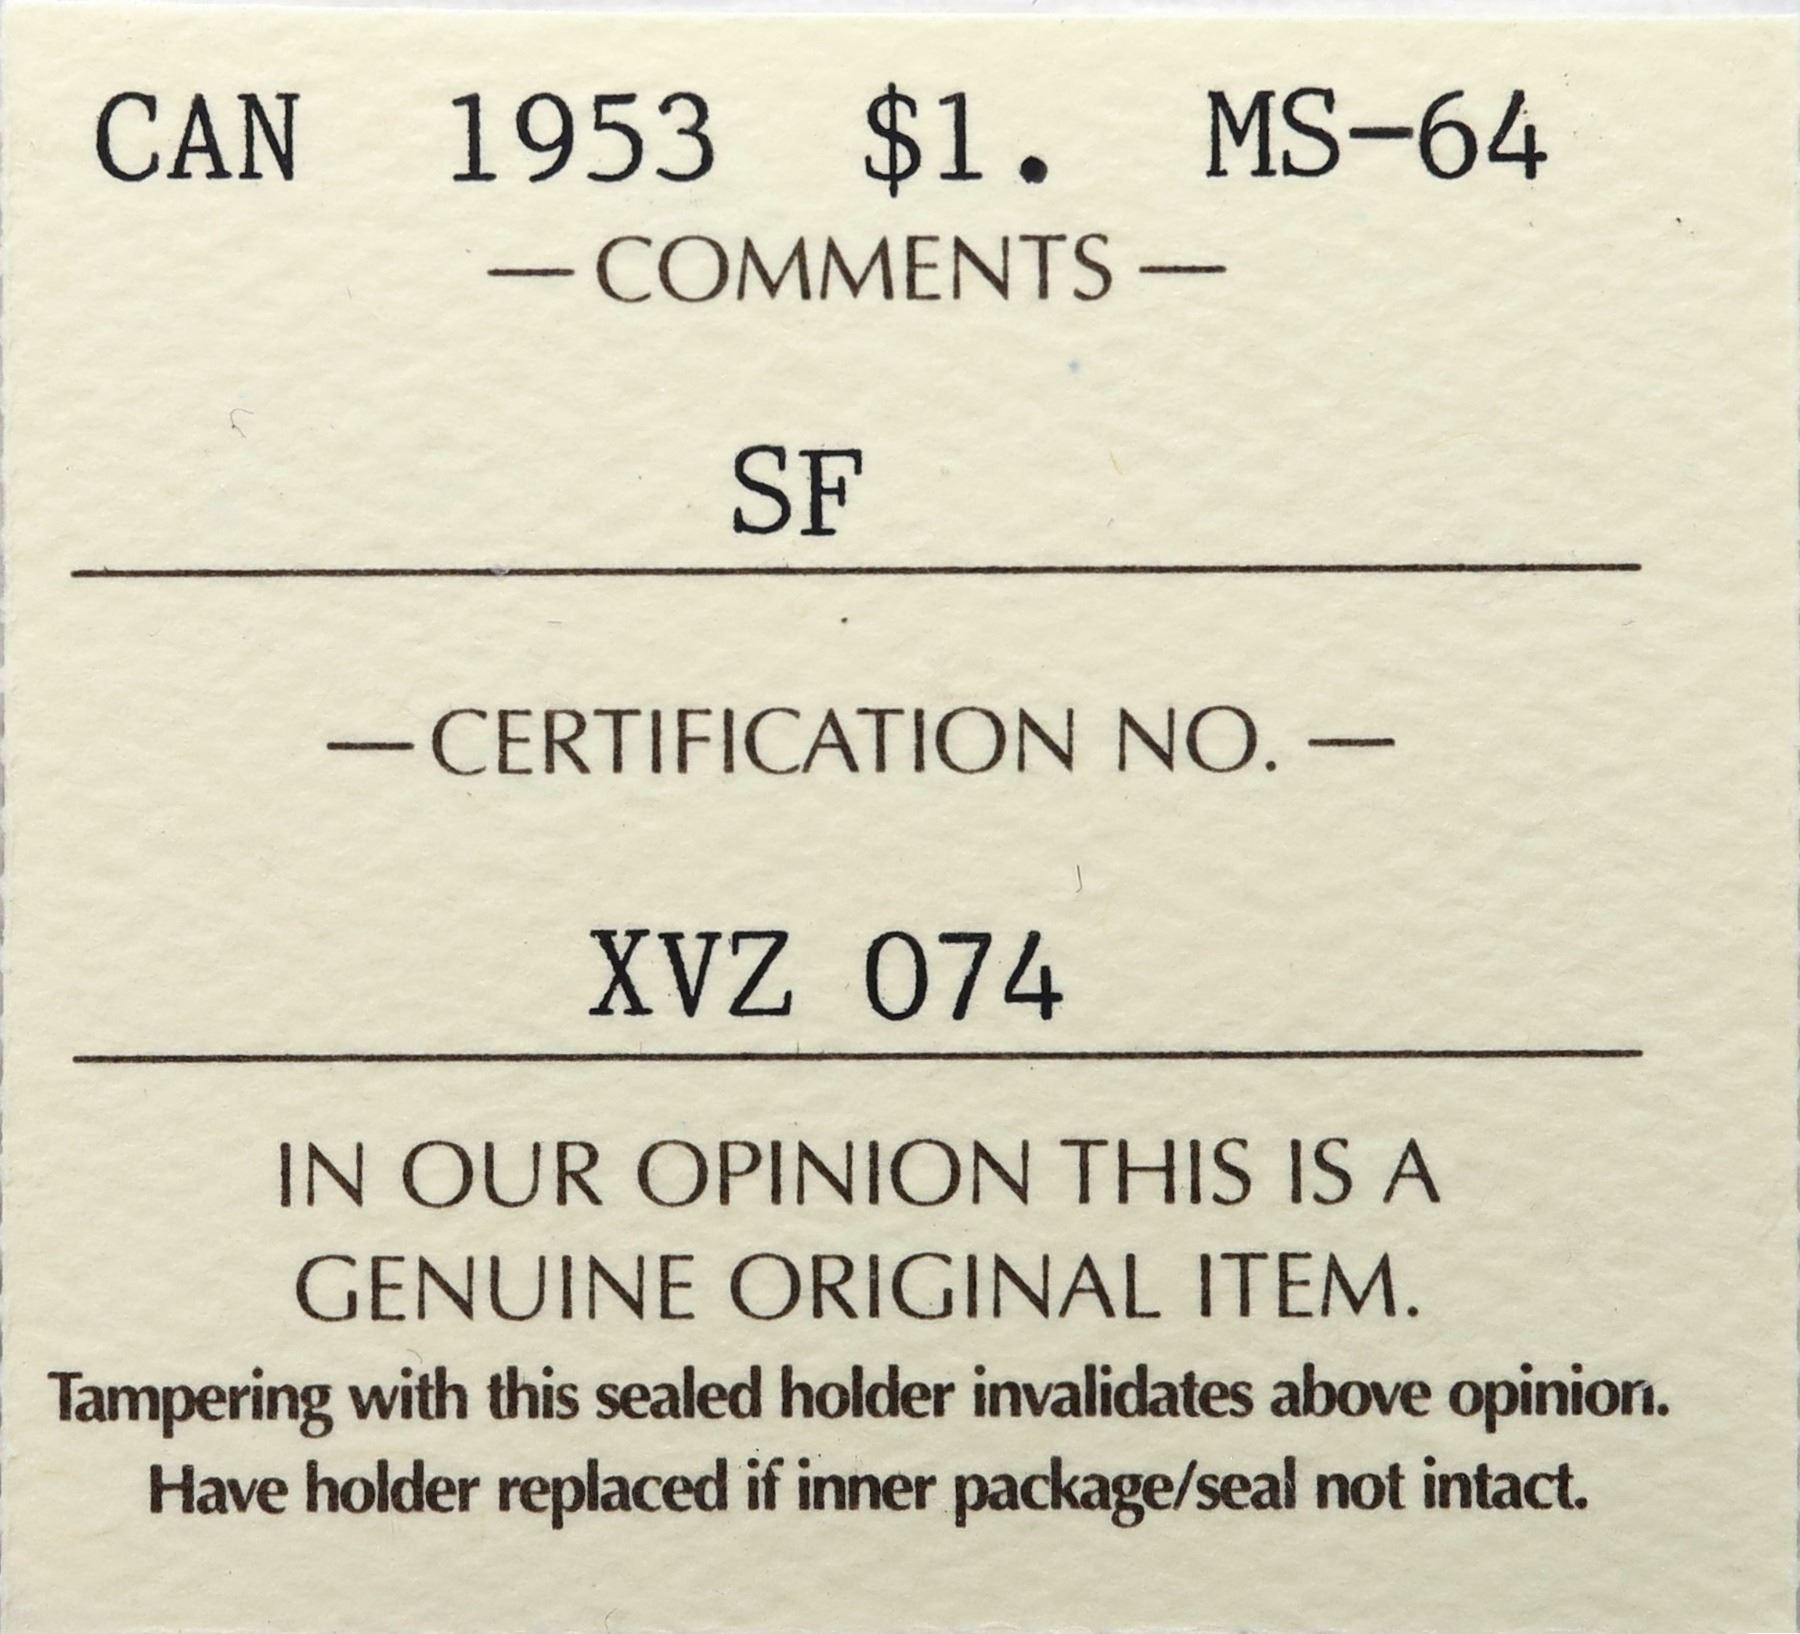 CAN 1953 $1. MS-64
— COMMENTS —
SF
— CERTIFICATION NO. —
XVZ 074
IN OUR OPINION THIS IS A
GENUINE ORIGINAL ITEM.
Tampering with this sealed holder invalidates above opinion.
Have holder replaced if inner package/seal not intact.